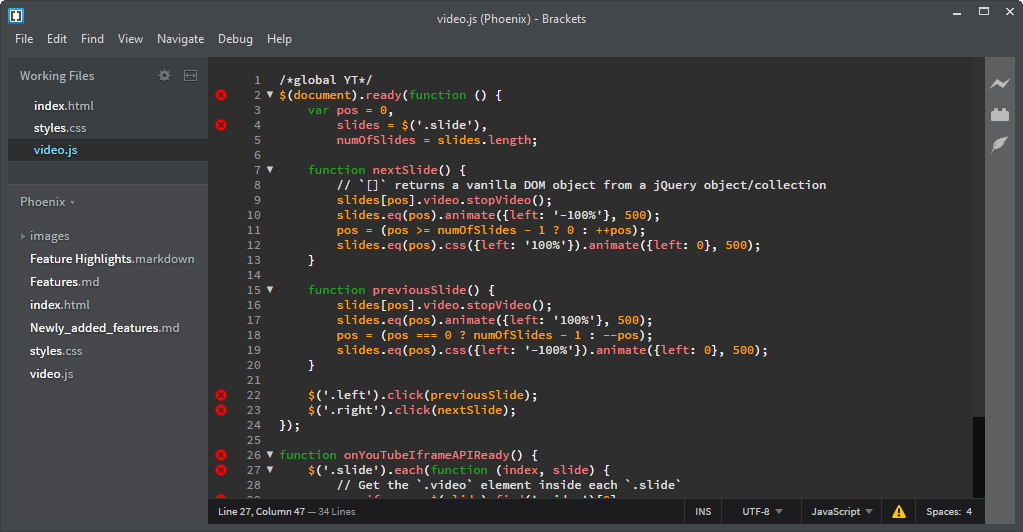 video.js (Phoenix) - Brackets
File Edit Find View Navigate Debug Help
Working Files
index.html
styles.css
video.js
Phoenix
images
Feature Highlights.markdown
Features.md
index.html
Newly_added_features.md
styles.css
video.js
1 /*global YT*/
2 $(document).ready(function () {
3 var pos = 0,
4 slides = $('.slide'),
5 numOfSlides = slides.length;
6
7 function nextSlide() {
8 // `[]` returns a vanilla DOM object from a jQuery object/collection
9 slides[pos].video.stopVideo();
10 slides.eq(pos).animate({left: '-100%'}, 500);
11 pos = (pos >= numOfSlides - 1 ? 0 : ++pos);
12 slides.eq(pos).css({left: '100%'}).animate({left: 0}, 500);
13 }
14
15 function previousSlide() {
16 slides[pos].video.stopVideo();
17 slides.eq(pos).animate({left: '100%'}, 500);
18 pos = (pos === 0 ? numOfSlides - 1 : --pos);
19 slides.eq(pos).css({left: '-100%'}).animate({left: 0}, 500);
20 }
21
22 $('.left').click(previousSlide);
23 $('.right').click(nextSlide);
24 });
25
26 function onYouTubeIframeAPIReady() {
27 $('.slide').each(function (index, slide) {
28 // Get the `.video` element inside each `.slide`
Line 27, Column 47 — 34 Lines
INS UTF-8 JavaScript Spaces: 4